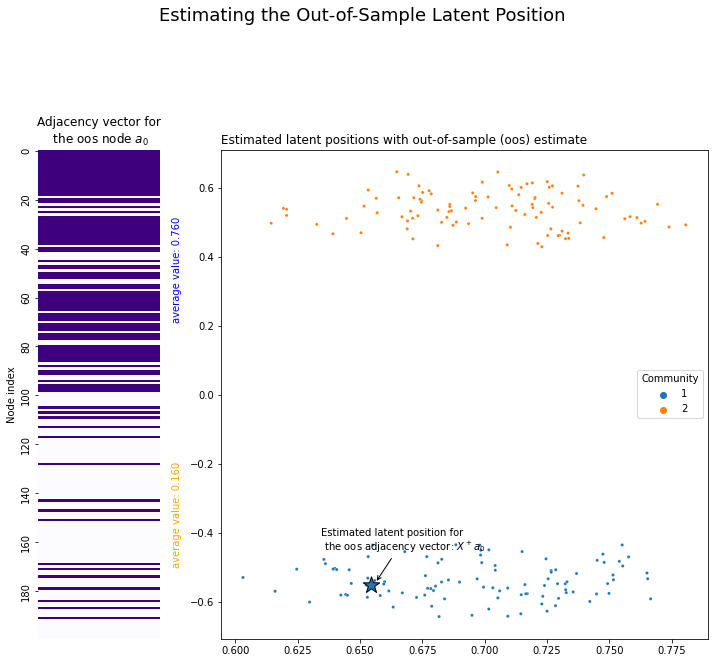 Estimating the Out-of-Sample Latent Position
Adjacency vector for
the oos node a₀
Node index
0
20
40
60
80
100
120
140
160
180
average value: 0.760
average value: 0.160
Estimated latent positions with out-of-sample (oos) estimate
0.6
0.4
0.2
0.0
−0.2
−0.4
−0.6
Community
1
2
Estimated latent position for
the oos adjacency vector: X⁺a₀
0.600
0.625
0.650
0.675
0.700
0.725
0.750
0.775